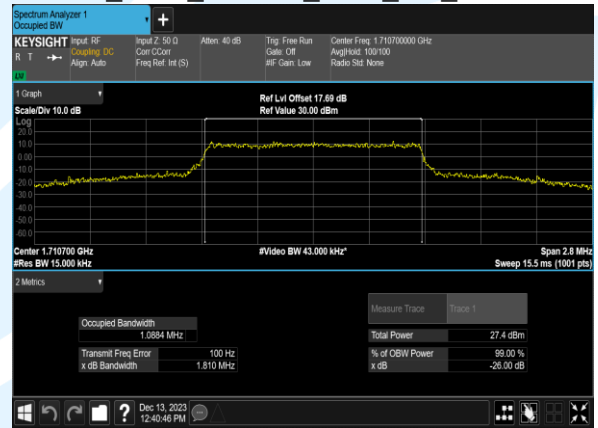 Spectrum Analyzer 1
Occupied BW
+
KEYSIGHT Input: RF Input Z: 50 Ω Atten: 40 dB Trig: Free Run Center Freq: 1.710700000 GHz
R T Coupling: DC Corr CCorr Gate: Off Avg|Hold: 100/100
Align: Auto Freq Ref: Int (S) #IF Gain: Low Radio Std: None
1 Graph
Ref Lvl Offset 17.69 dB
Scale/Div 10.0 dB Ref Value 30.00 dBm
Log
20.0
10.0
0.00
-10.0
-20.0
-30.0
-40.0
-50.0
-60.0
Center 1.710700 GHz #Video BW 43.000 kHz* Span 2.8 MHz
#Res BW 15.000 kHz Sweep 15.5 ms (1001 pts)
2 Metrics
Measure Trace Trace 1
Occupied Bandwidth
1.0884 MHz Total Power 27.4 dBm
Transmit Freq Error 100 Hz % of OBW Power 99.00 %
x dB Bandwidth 1.810 MHz x dB -26.00 dB
? Dec 13, 2023
12:40:46 PM